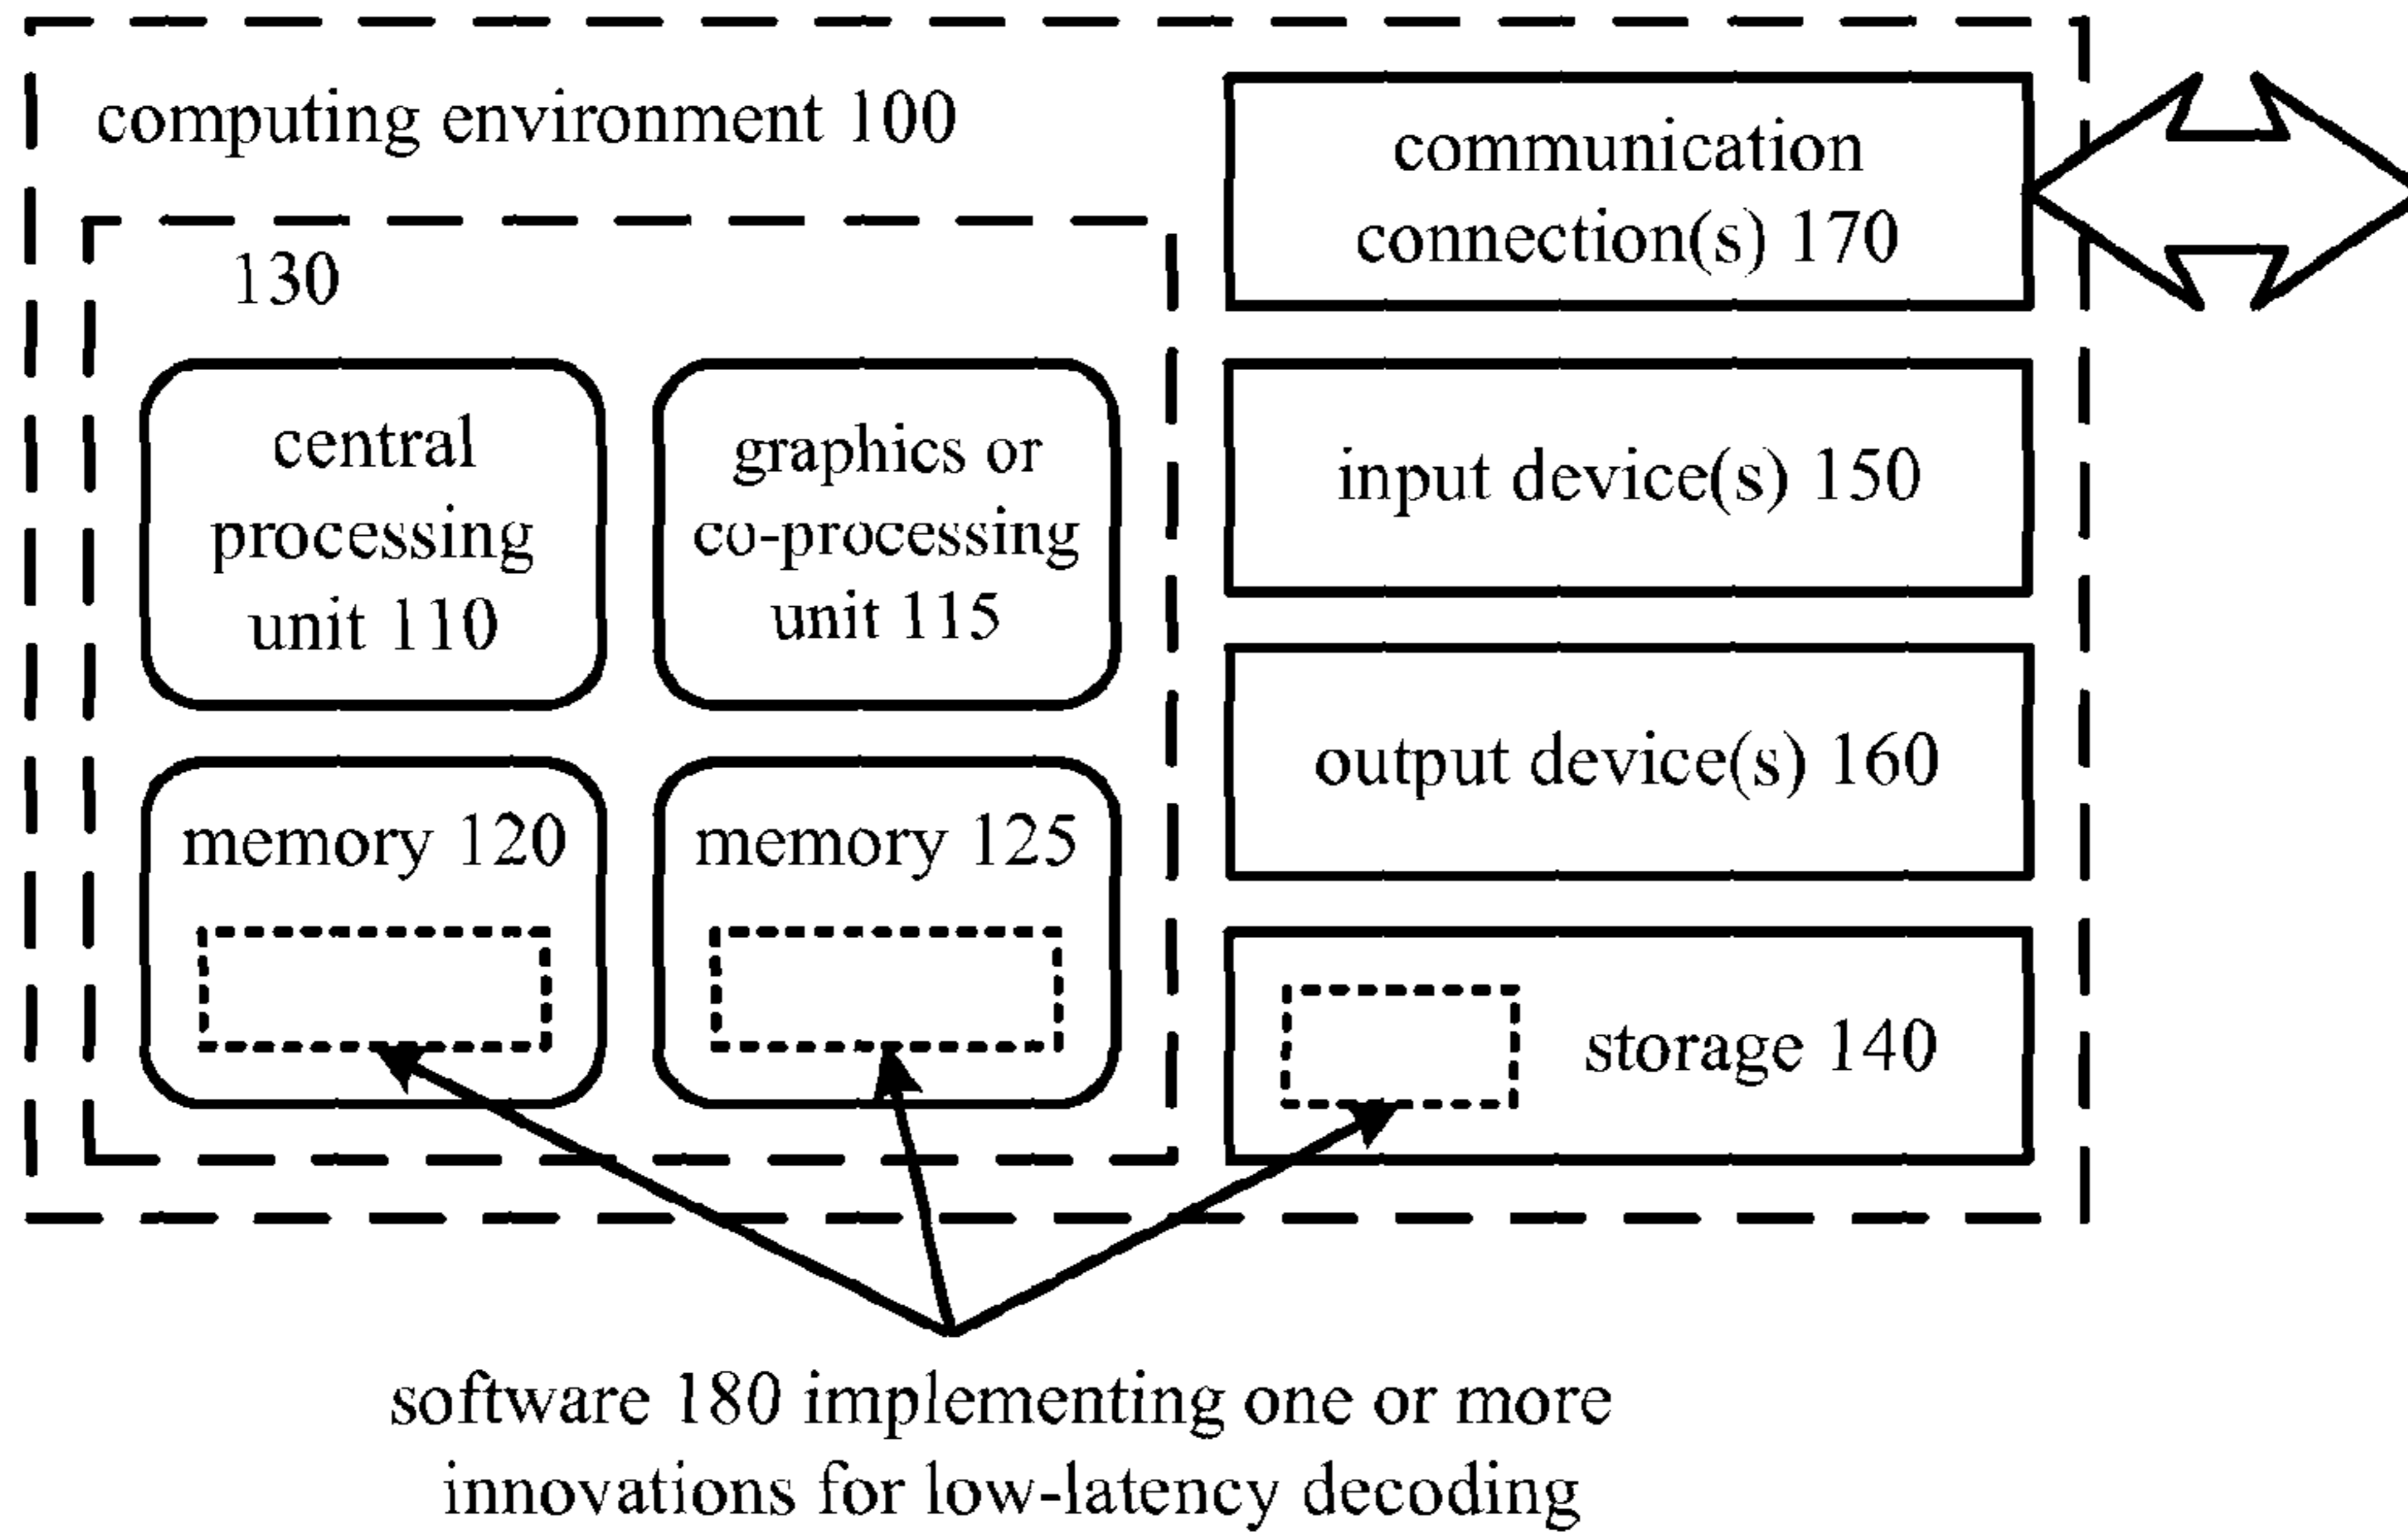 computing environment 100
130
central
processing
unit 110
graphics or
co-processing
unit 115
memory 120
memory 125
communication
connection(s) 170
input device(s) 150
output device(s) 160
storage 140
software 180 implementing one or more
innovations for low-latency decoding